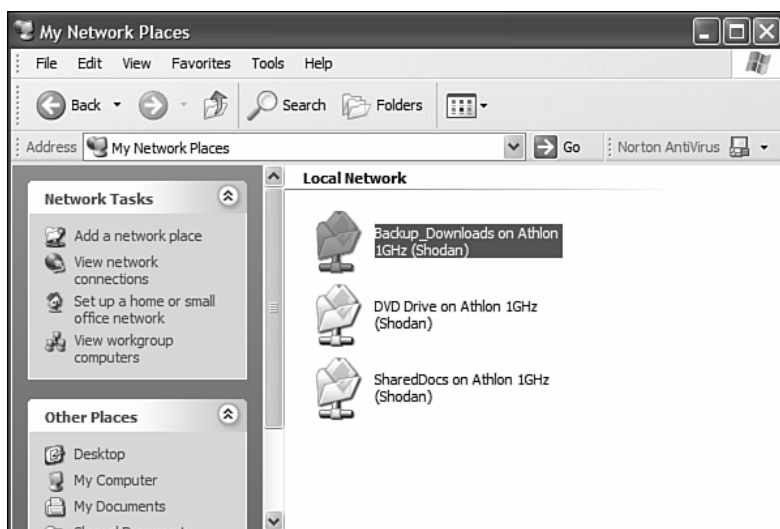 My Network Places
File Edit View Favorites Tools Help
Back Search Folders
Address My Network Places Go Norton AntiVirus
Network Tasks
Add a network place
View network
connections
Set up a home or small
office network
View workgroup
computers
Other Places
Desktop
My Computer
My Documents
Local Network
Backup_Downloads on Athlon
1GHz (Shodan)
DVD Drive on Athlon 1GHz
(Shodan)
SharedDocs on Athlon 1GHz
(Shodan)